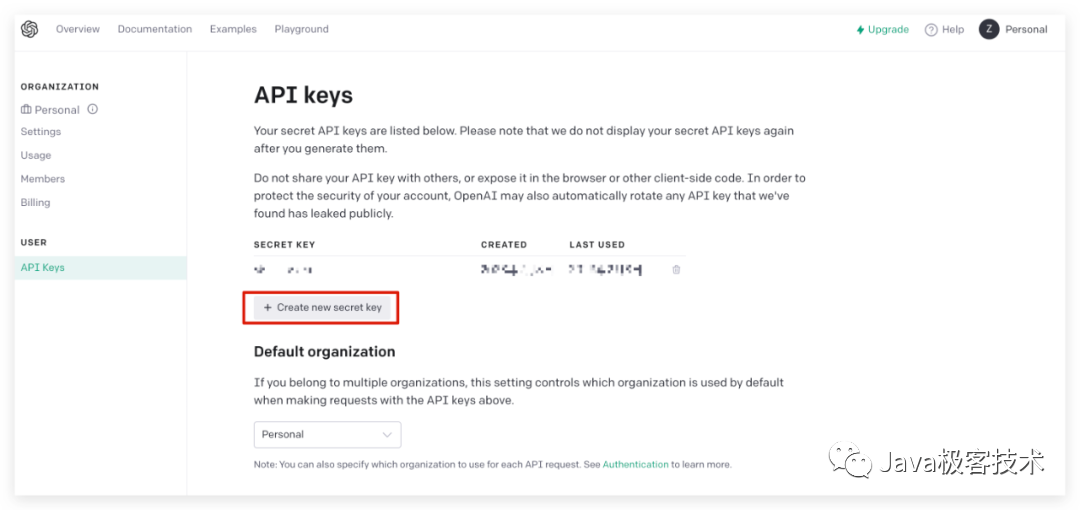 Overview Documentation Examples Playground
Upgrade Help Z Personal
ORGANIZATION
Personal
Settings
Usage
Members
Billing
USER
API Keys
API keys
Your secret API keys are listed below. Please note that we do not display your secret API keys again
after you generate them.
Do not share your API key with others, or expose it in the browser or other client-side code. In order to
protect the security of your account, OpenAI may also automatically rotate any API key that we've
found has leaked publicly.
SECRET KEY CREATED LAST USED
+ Create new secret key
Default organization
If you belong to multiple organizations, this setting controls which organization is used by default
when making requests with the API keys above.
Personal
Note: You can also specify which organization to use for each API request. See Authentication to learn more.
Java极客技术